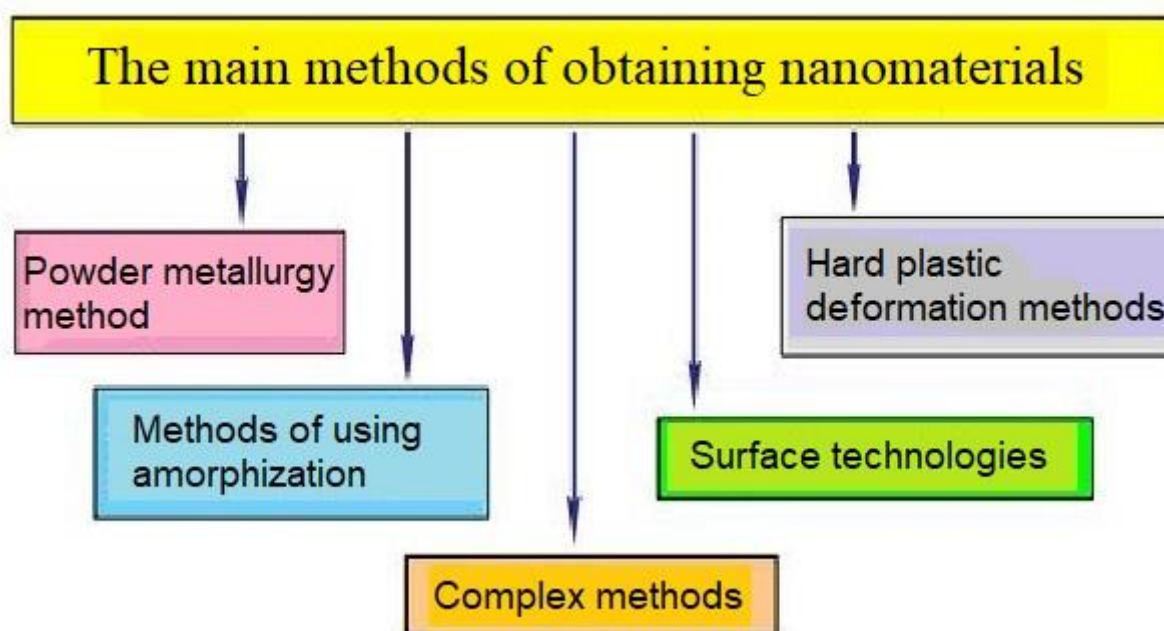 The main methods of obtaining nanomaterials
Powder metallurgy
method
Hard plastic
deformation methods
Methods of using
amorphization
Surface technologies
Complex methods